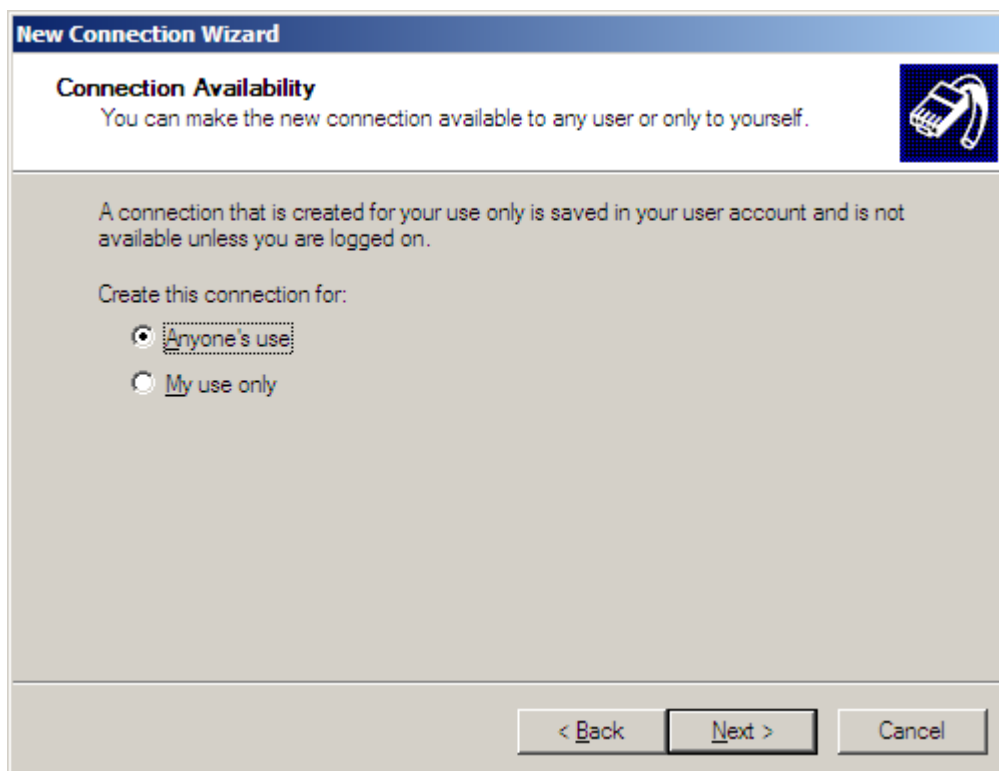 New Connection Wizard
Connection Availability
You can make the new connection available to any user or only to yourself.
A connection that is created for your use only is saved in your user account and is not
available unless you are logged on.
Create this connection for:
Anyone's use
My use only
< Back
Next >
Cancel